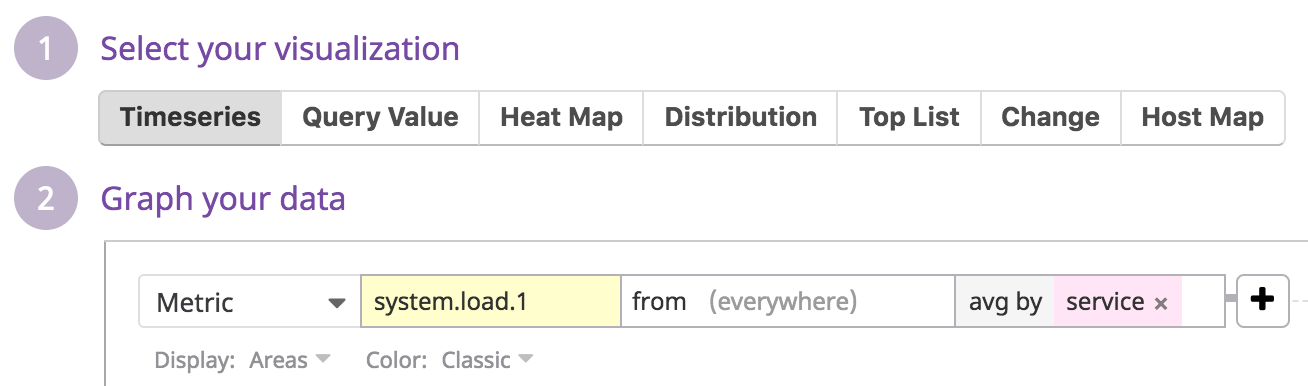 1 Select your visualization
Timeseries Query Value Heat Map Distribution Top List Change Host Map
2 Graph your data
Metric system.load.1 from (everywhere) avg by service ×
Display: Areas Color: Classic